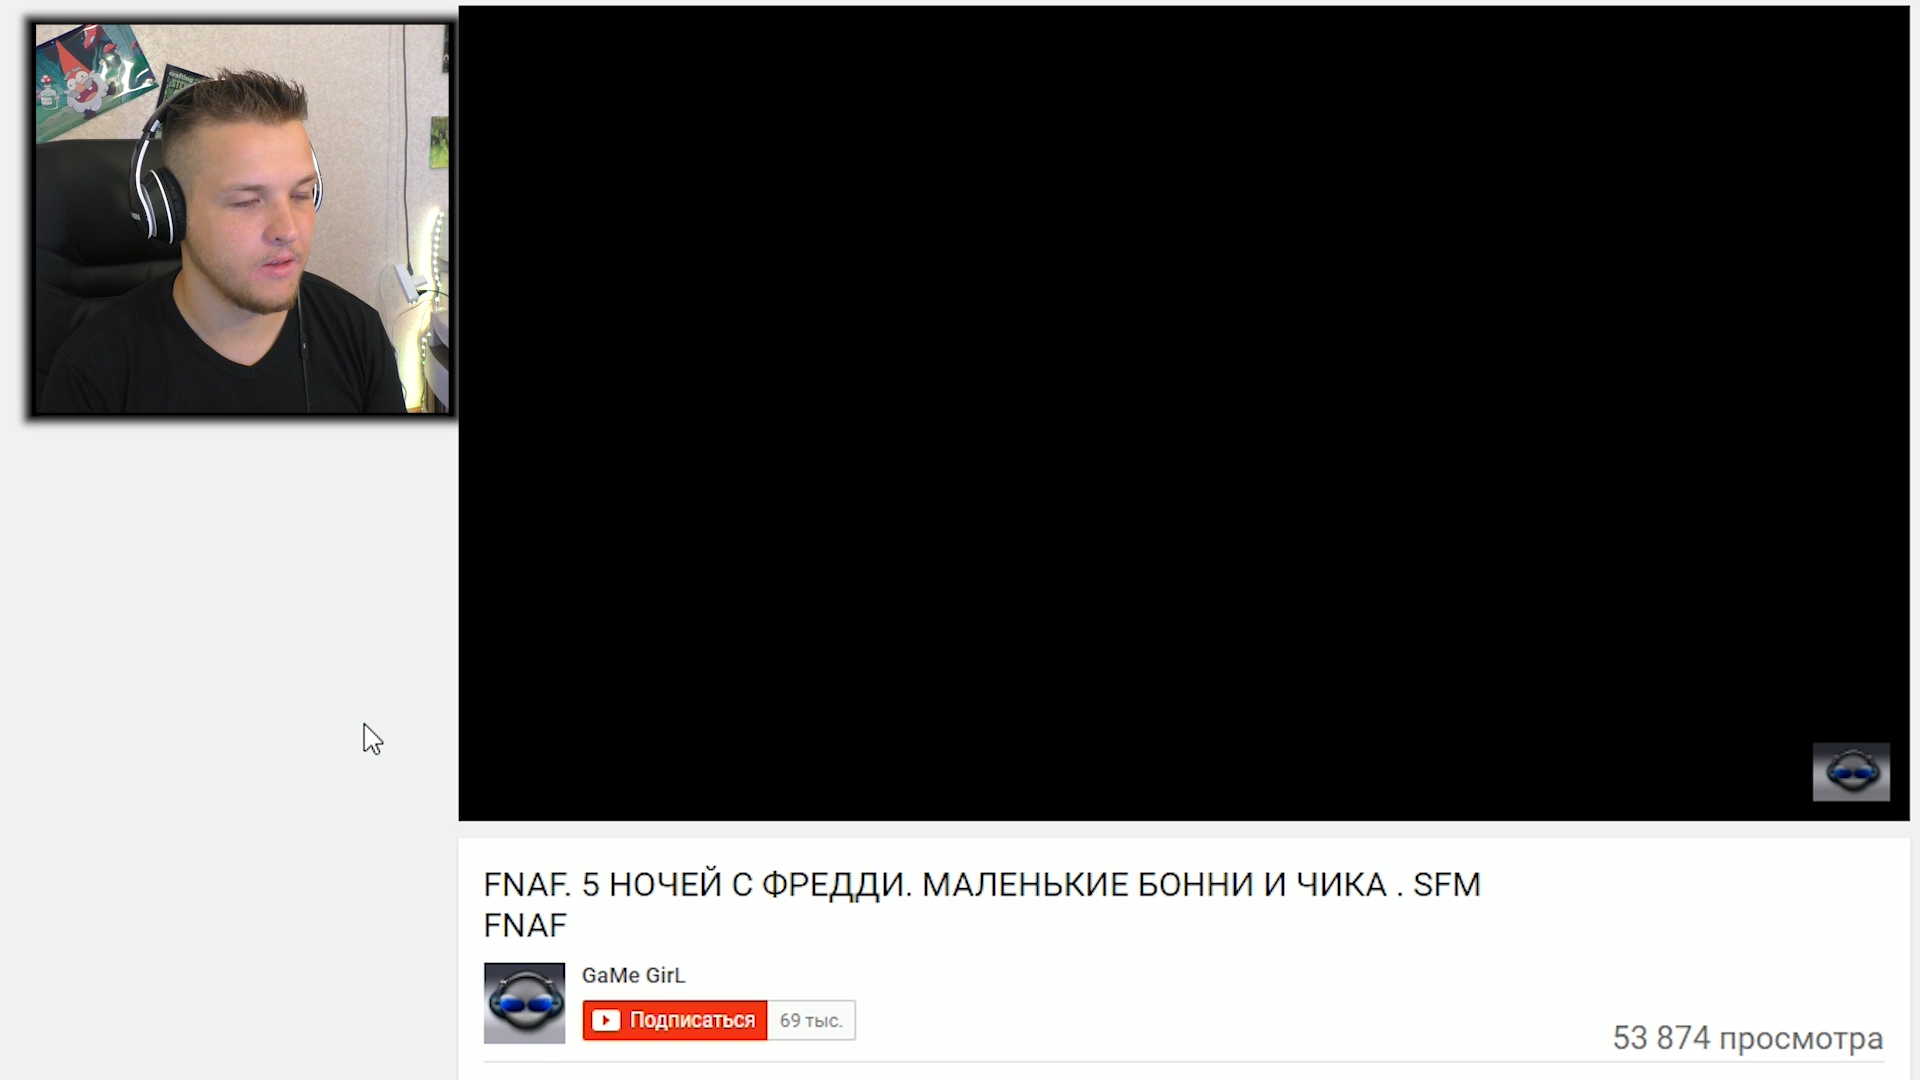 FNAF. 5 НОЧЕЙ С ФРЕДДИ. МАЛЕНЬКИЕ БОННИ И ЧИКА . SFM
FNAF
GaMe GirL
Подписаться 69 тыс.
53 874 просмотра